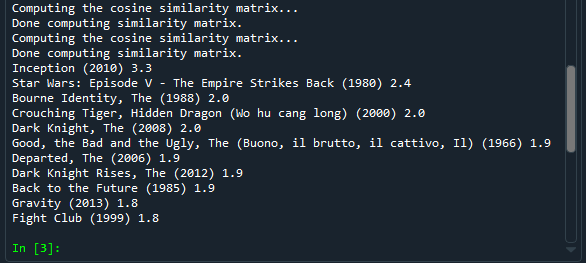 Computing the cosine similarity matrix...
Done computing similarity matrix.
Computing the cosine similarity matrix...
Done computing similarity matrix.
Inception (2010) 3.3
Star Wars: Episode V - The Empire Strikes Back (1980) 2.4
Bourne Identity, The (1988) 2.0
Crouching Tiger, Hidden Dragon (Wo hu cang long) (2000) 2.0
Dark Knight, The (2008) 2.0
Good, the Bad and the Ugly, The (Buono, il brutto, il cattivo, Il) (1966) 1.9
Departed, The (2006) 1.9
Dark Knight Rises, The (2012) 1.9
Back to the Future (1985) 1.9
Gravity (2013) 1.8
Fight Club (1999) 1.8
In [3]: